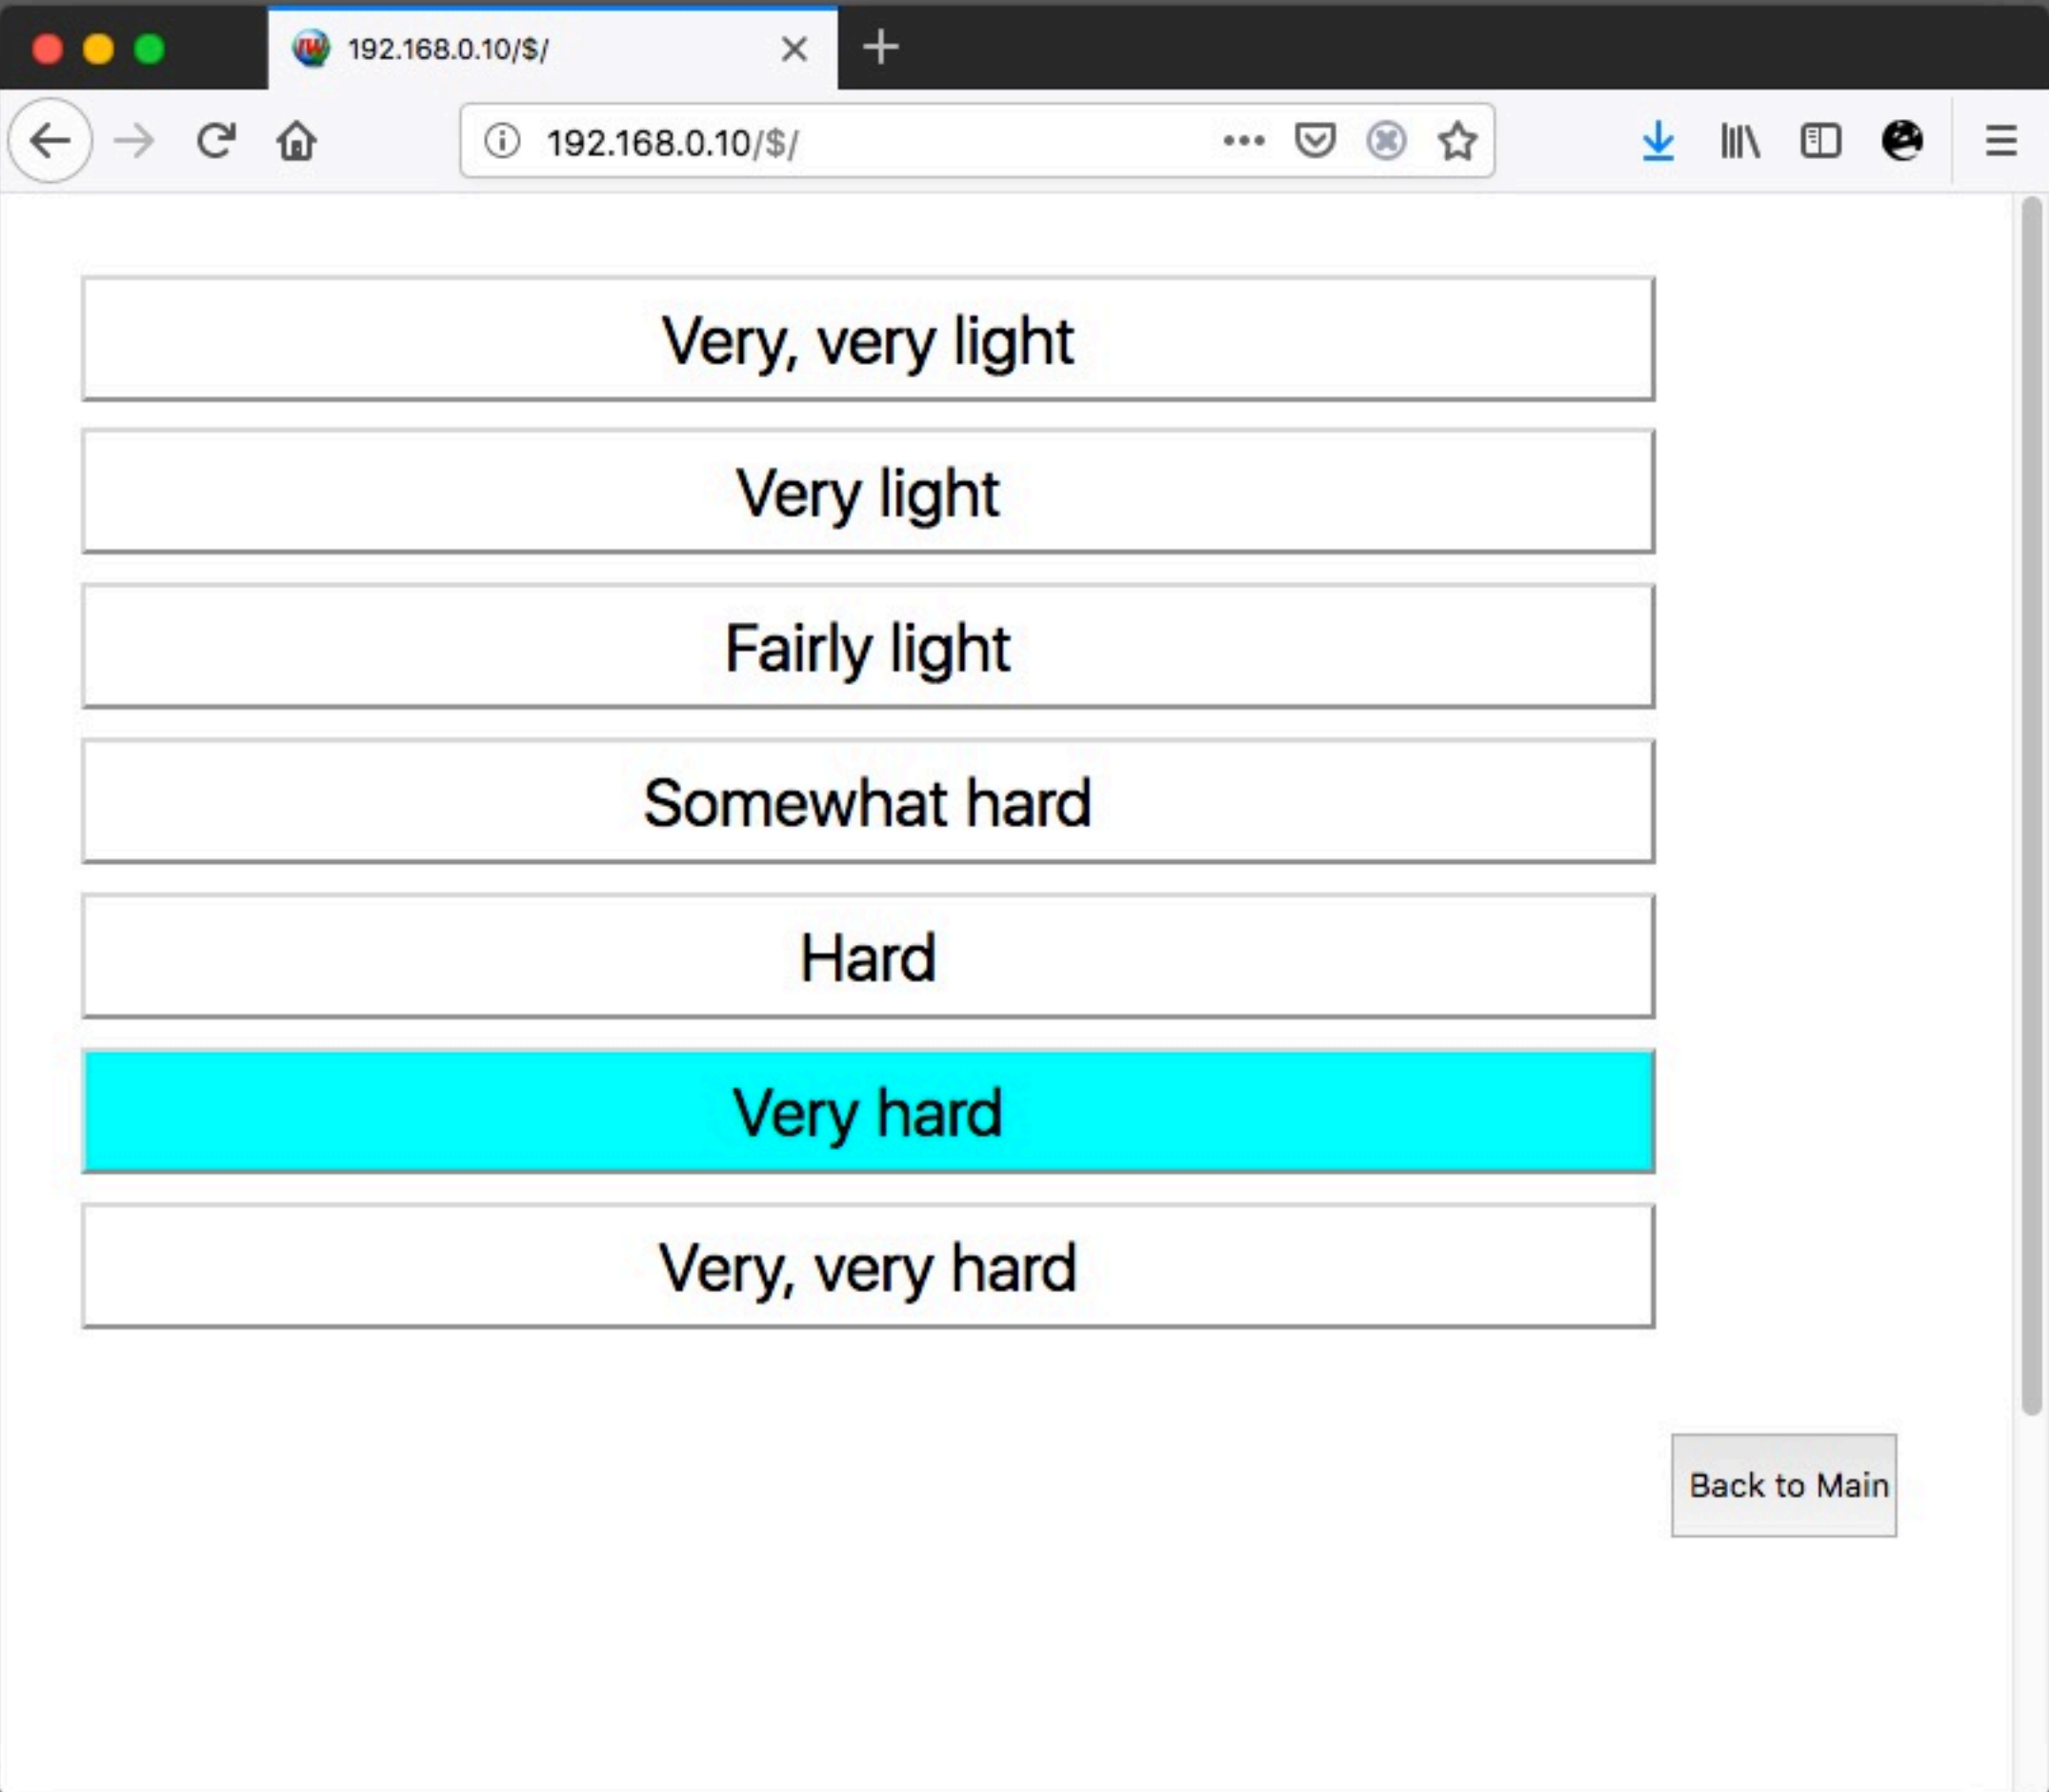 192.168.0.10/$/
192.168.0.10/$/
Very, very light
Very light
Fairly light
Somewhat hard
Hard
Very hard
Very, very hard
Back to Main